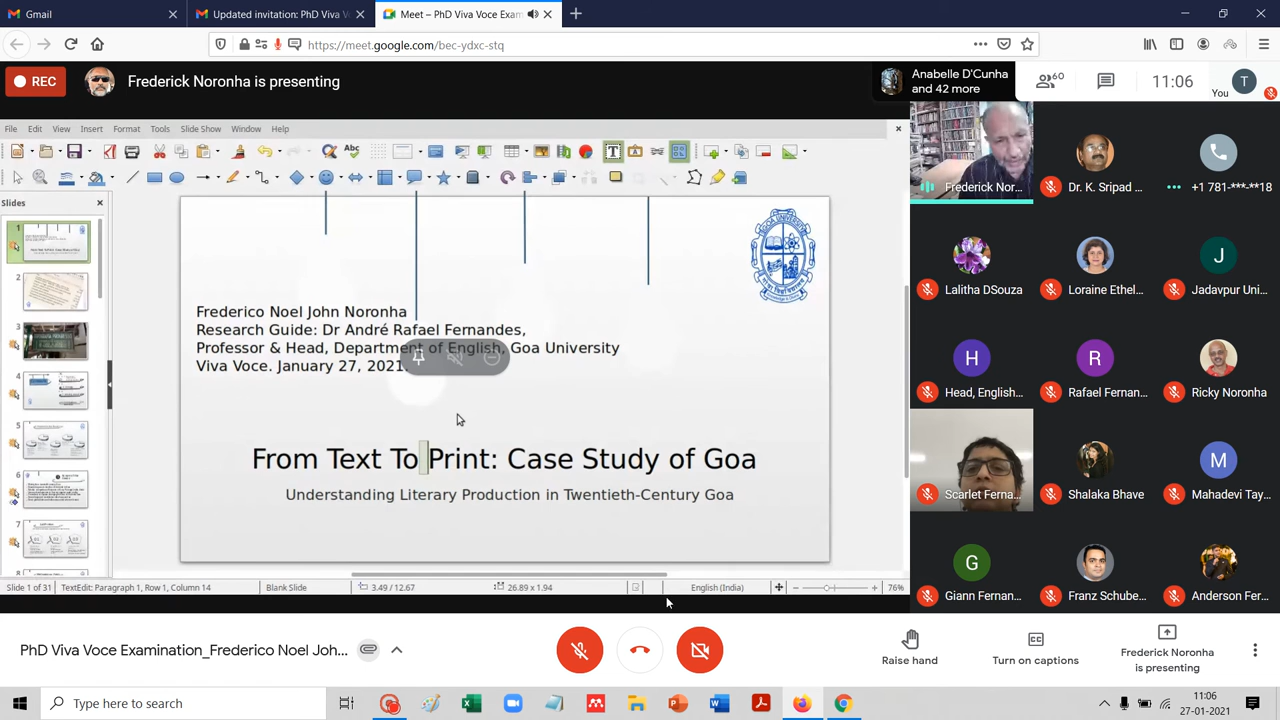 Gmail
Updated invitation: PhD Viva V
Meet – PhD Viva Voce Exam
https://meet.google.com/bec-ydxc-stq
REC
Frederick Noronha is presenting
Anabelle D'Cunha
and 42 more
60
11:06
You
T
File Edit View Insert Format Tools Slide Show Window Help
Slides
1
2
3
4
5
6
7
8
Frederico Noel John Noronha
Research Guide: Dr André Rafael Fernandes,
Professor & Head, Department of English, Goa University
Viva Voce. January 27, 2021.
From Text To Print: Case Study of Goa
Understanding Literary Production in Twentieth-Century Goa
Slide 1 of 31
TextEdit: Paragraph 1, Row 1, Column 14
Blank Slide
3.49 / 12.67
26.89 x 1.94
English (India)
76%
Frederick Nor...
Dr. K. Sripad ...
+1 781-***-**18
Lalitha DSouza
Loraine Ethel...
J
Jadavpur Uni...
H
Head, English...
R
Rafael Fernan...
Ricky Noronha
Scarlet Ferna...
Shalaka Bhave
M
Mahadevi Tay...
G
Giann Fernan...
Franz Schube...
Anderson Fer...
PhD Viva Voce Examination_Frederico Noel Joh...
Raise hand
Turn on captions
Frederick Noronha
is presenting
Type here to search
11:06
27-01-2021